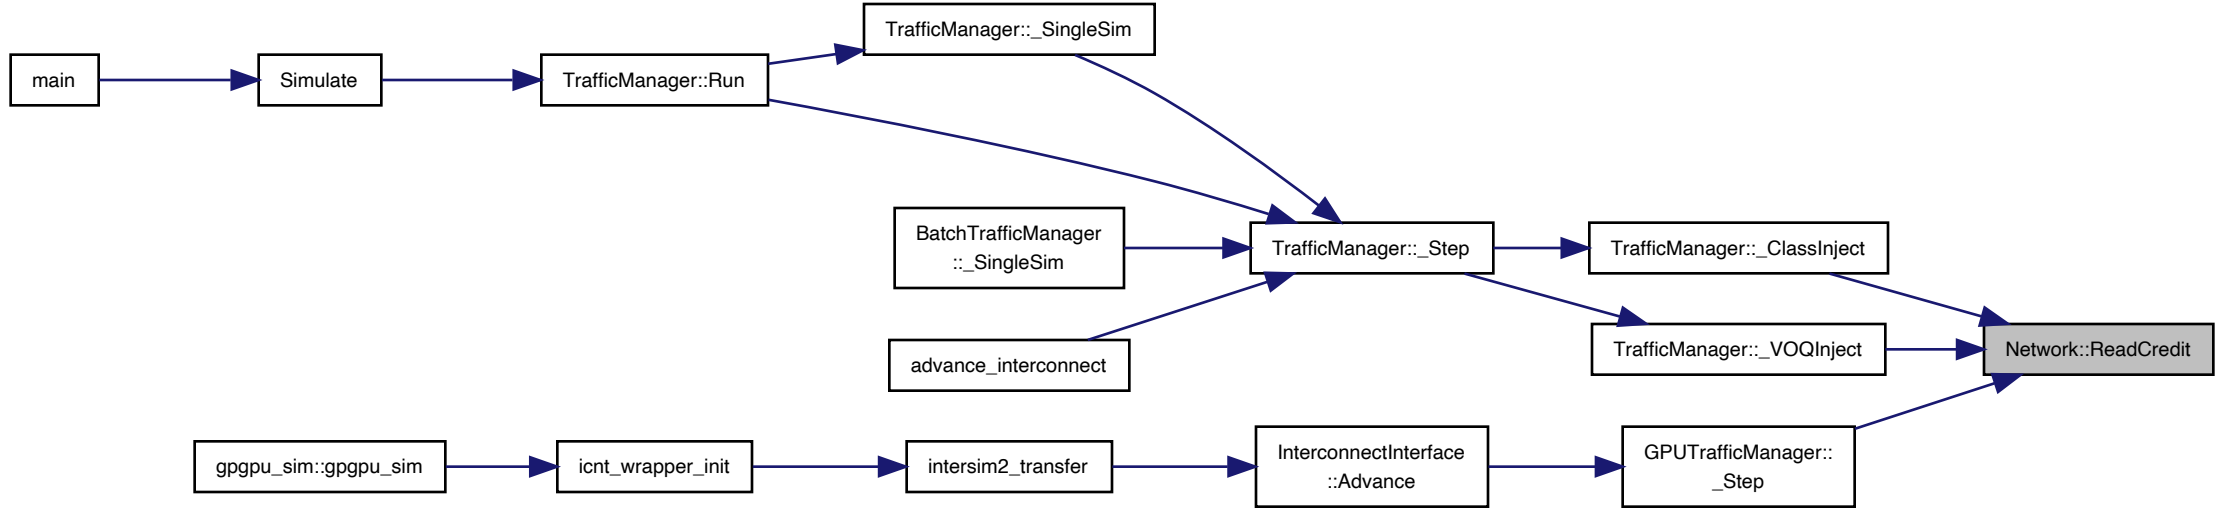 TrafficManager::_SingleSim
main
Simulate
TrafficManager::Run
BatchTrafficManager
::_SingleSim
TrafficManager::_Step
TrafficManager::_ClassInject
TrafficManager::_VOQInject
Network::ReadCredit
advance_interconnect
gpgpu_sim::gpgpu_sim
icnt_wrapper_init
intersim2_transfer
InterconnectInterface
::Advance
GPUTrafficManager::
_Step